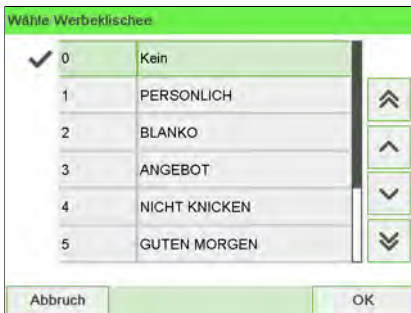 Wähle Werbeklischee
0 Kein
1 PERSONLICH
2 BLANKO
3 ANGEBOT
4 NICHT KNICKEN
5 GUTEN MORGEN
Abbruch OK